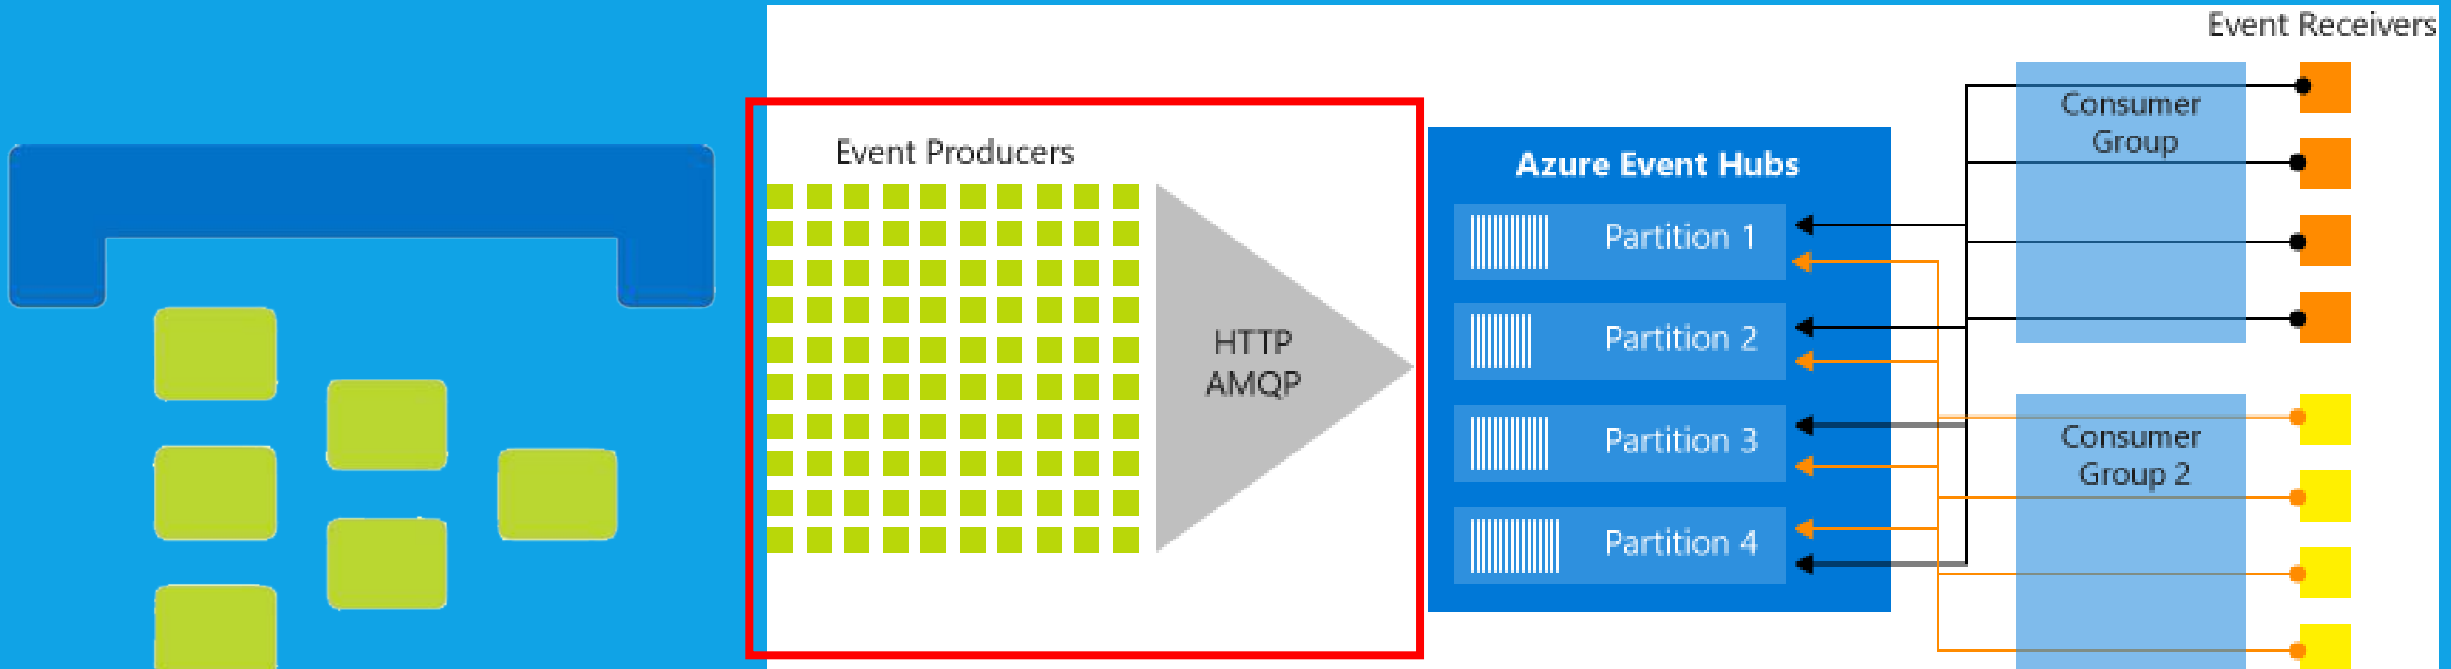 Event Receivers
Event Producers
HTTP
AMQP
Azure Event Hubs
Partition 1
Partition 2
Partition 3
Partition 4
Consumer
Group
Consumer
Group 2